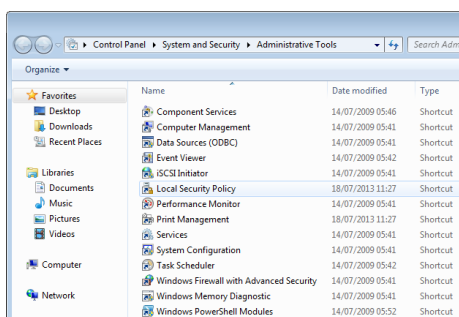 Control Panel ▸ System and Security ▸ Administrative Tools Search Adm
Organize
Name Date modified Type
Favorites
Desktop
Downloads
Recent Places
Libraries
Documents
Music
Pictures
Videos
Computer
Network
Component Services 14/07/2009 05:46 Shortcut
Computer Management 14/07/2009 05:41 Shortcut
Data Sources (ODBC) 14/07/2009 05:41 Shortcut
Event Viewer 14/07/2009 05:42 Shortcut
iSCSI Initiator 14/07/2009 05:41 Shortcut
Local Security Policy 18/07/2013 11:27 Shortcut
Performance Monitor 14/07/2009 05:41 Shortcut
Print Management 18/07/2013 11:27 Shortcut
Services 14/07/2009 05:41 Shortcut
System Configuration 14/07/2009 05:41 Shortcut
Task Scheduler 14/07/2009 05:42 Shortcut
Windows Firewall with Advanced Security 14/07/2009 05:41 Shortcut
Windows Memory Diagnostic 14/07/2009 05:41 Shortcut
Windows PowerShell Modules 14/07/2009 05:52 Shortcut